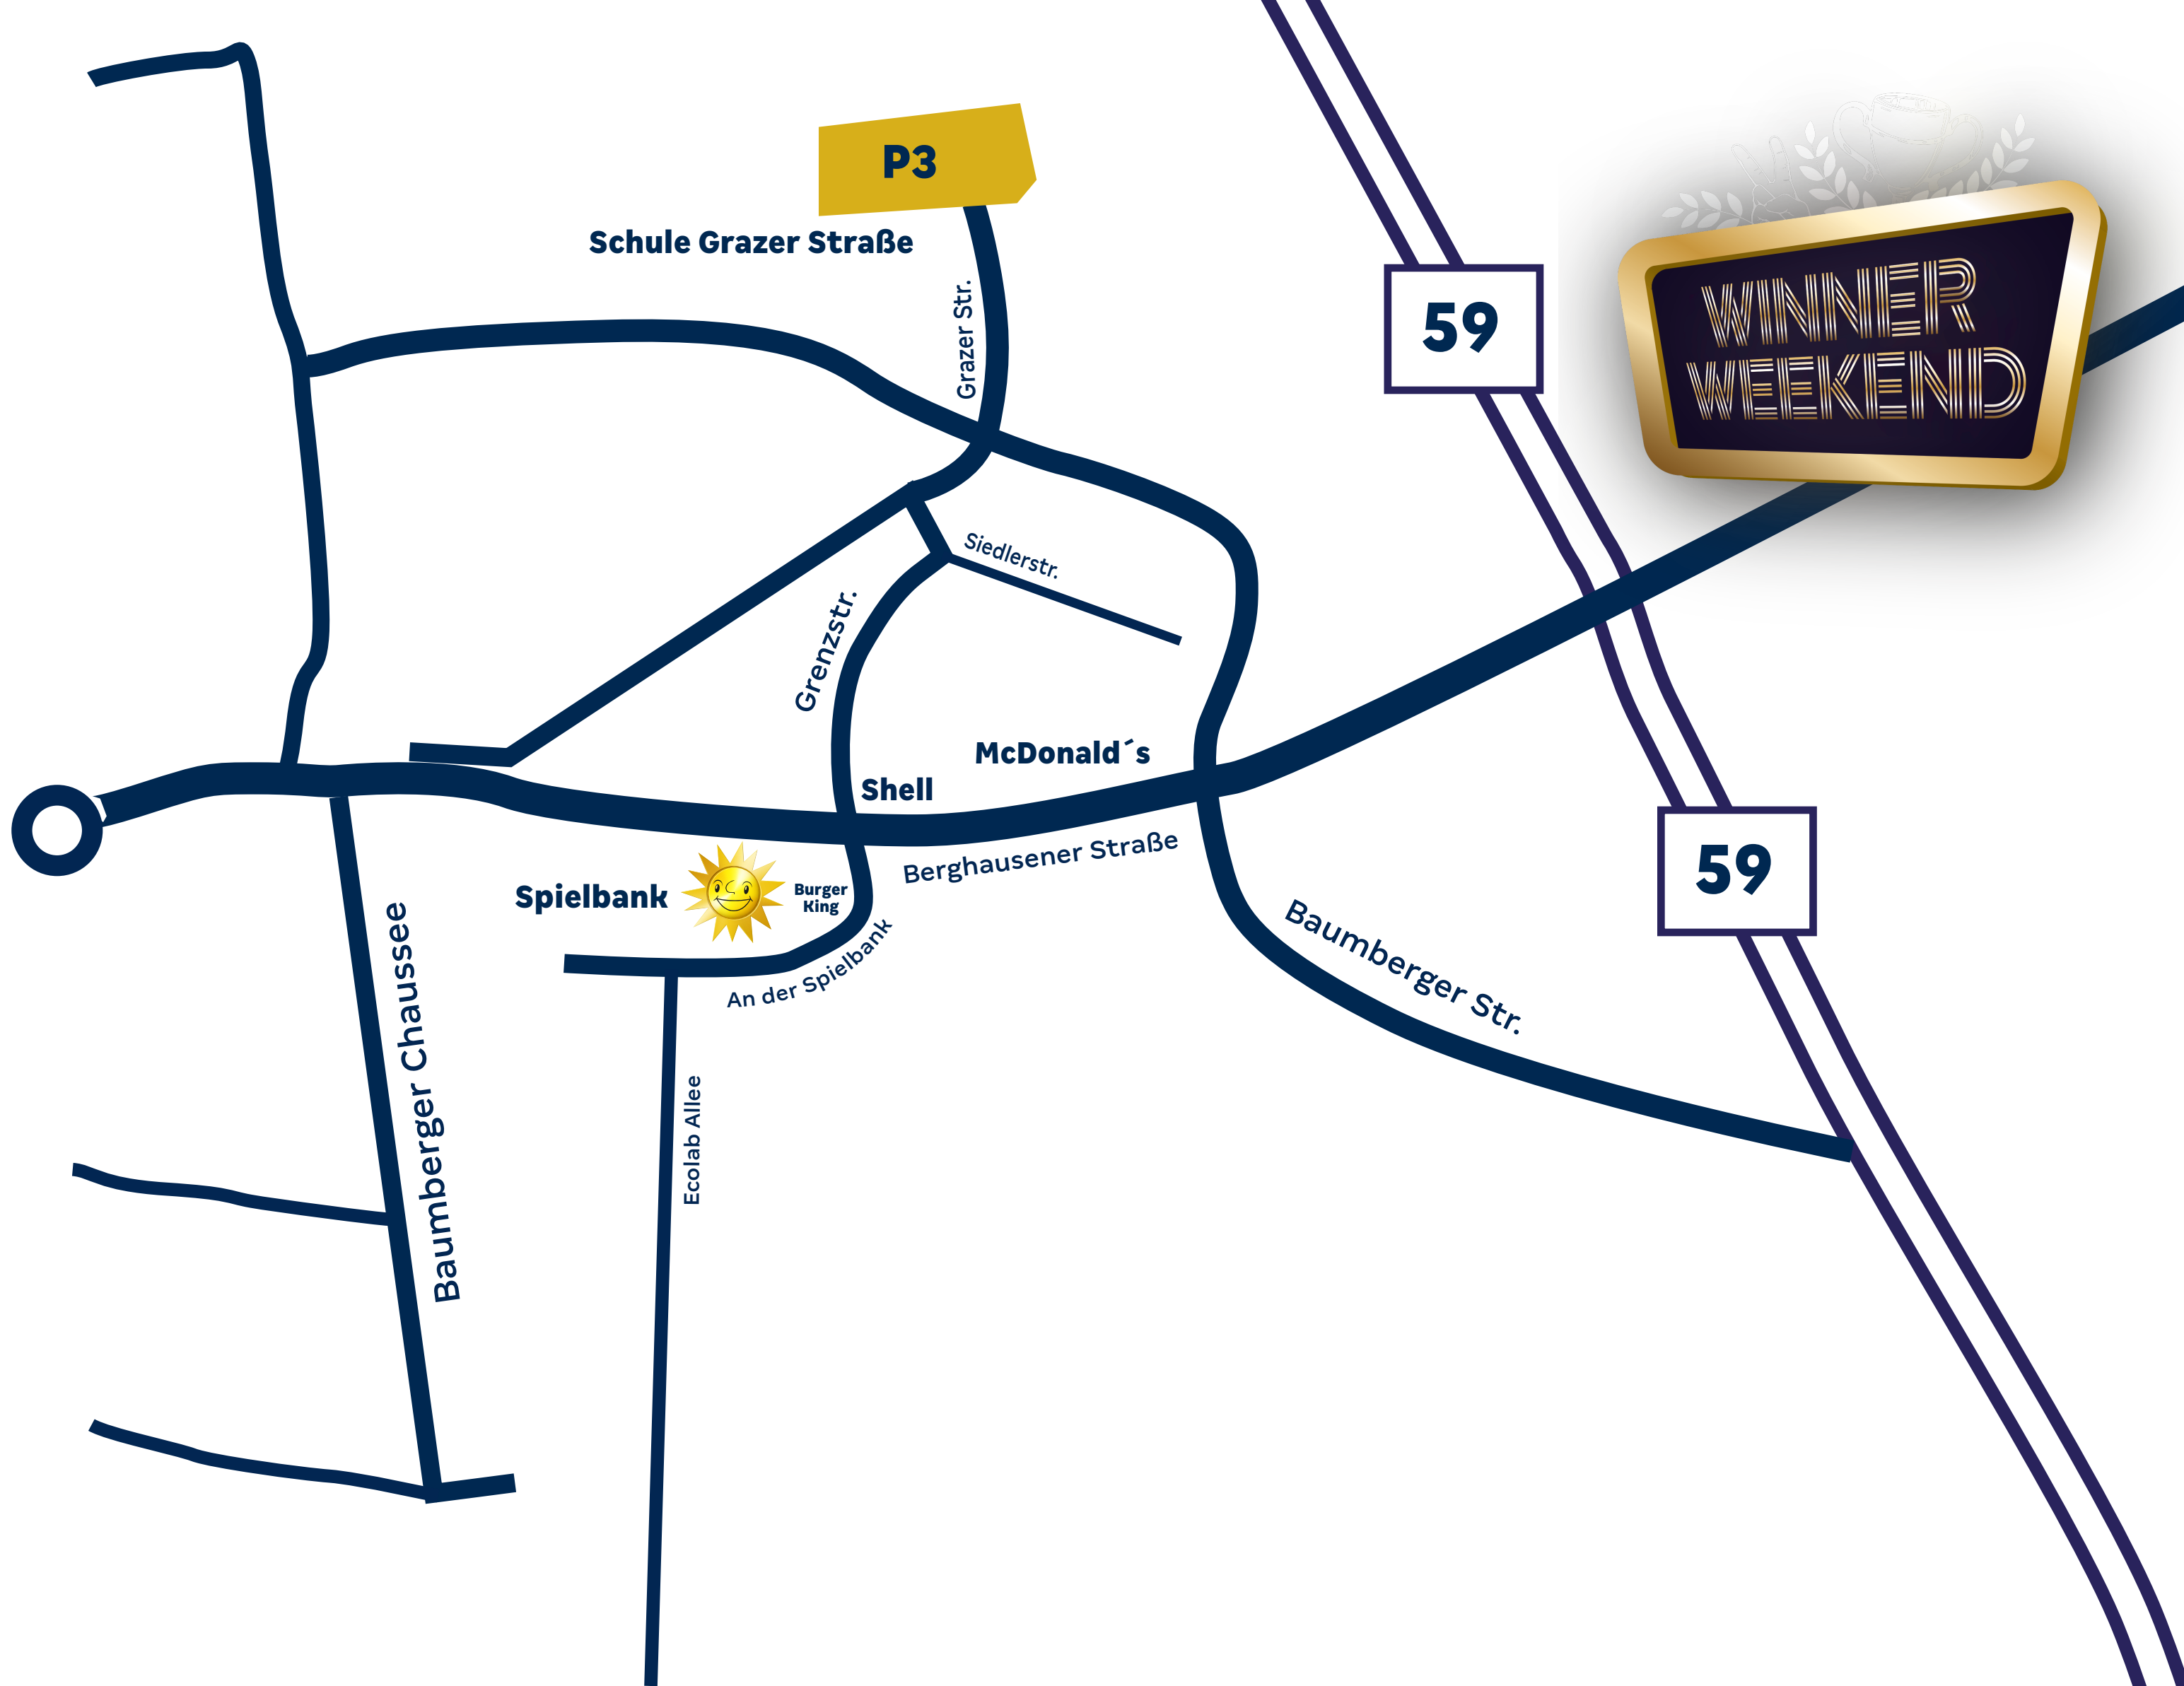 P3
Schule Grazer Straße
Grazer Str.
59
WINNER
WEEKEND
Siedlerstr.
Grenzstr.
McDonald´s
Shell
Berghausener Straße
59
Spielbank
Burger
King
An der Spielbank
Baumberger Str.
Baumberger Chaussee
Ecolab Allee